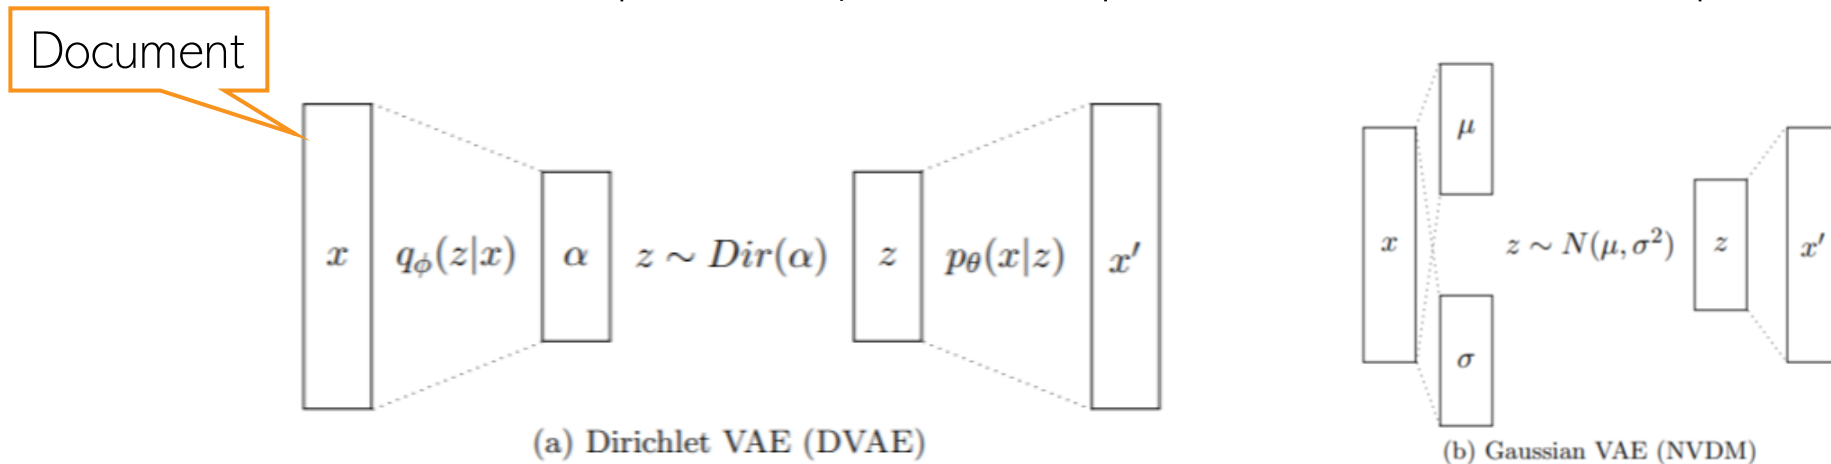 Document
x
qϕ(z|x)
α
z ∼ Dir(α)
z
pθ(x|z)
x′
(a) Dirichlet VAE (DVAE)
μ
x
σ
z ∼ N(μ, σ²)
z
x′
(b) Gaussian VAE (NVDM)